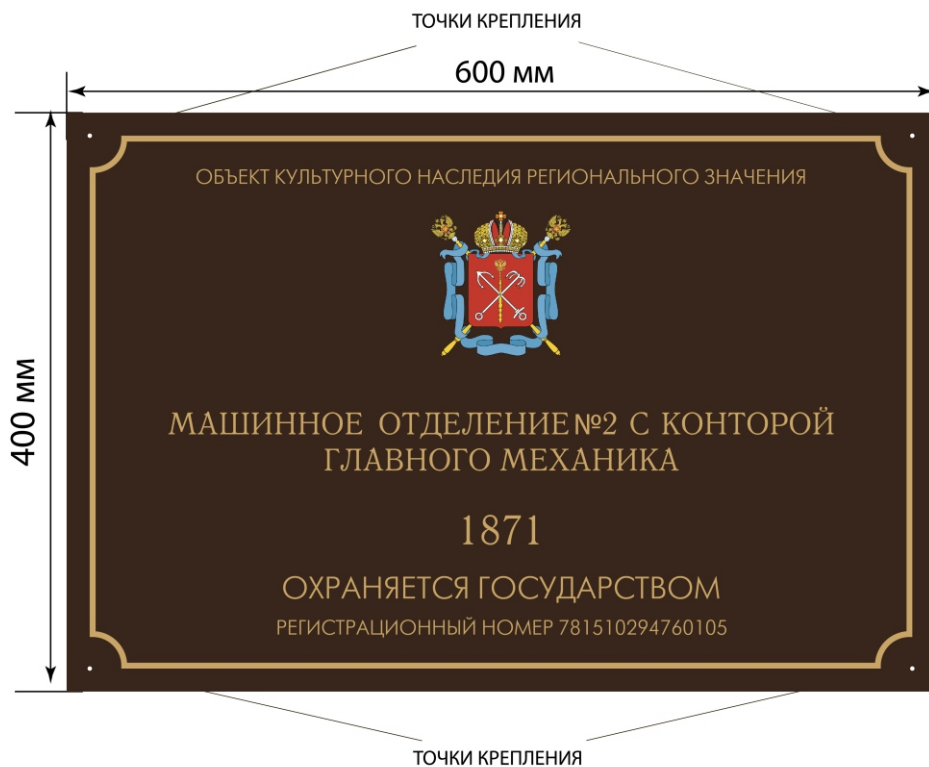 ТОЧКИ КРЕПЛЕНИЯ
600 мм
ОБЪЕКТ КУЛЬТУРНОГО НАСЛЕДИЯ РЕГИОНАЛЬНОГО ЗНАЧЕНИЯ
400 мм
МАШИННОЕ ОТДЕЛЕНИЕ №2 С КОНТОРОЙ
ГЛАВНОГО МЕХАНИКА
1871
ОХРАНЯЕТСЯ ГОСУДАРСТВОМ
РЕГИСТРАЦИОННЫЙ НОМЕР 781510294760105
ТОЧКИ КРЕПЛЕНИЯ